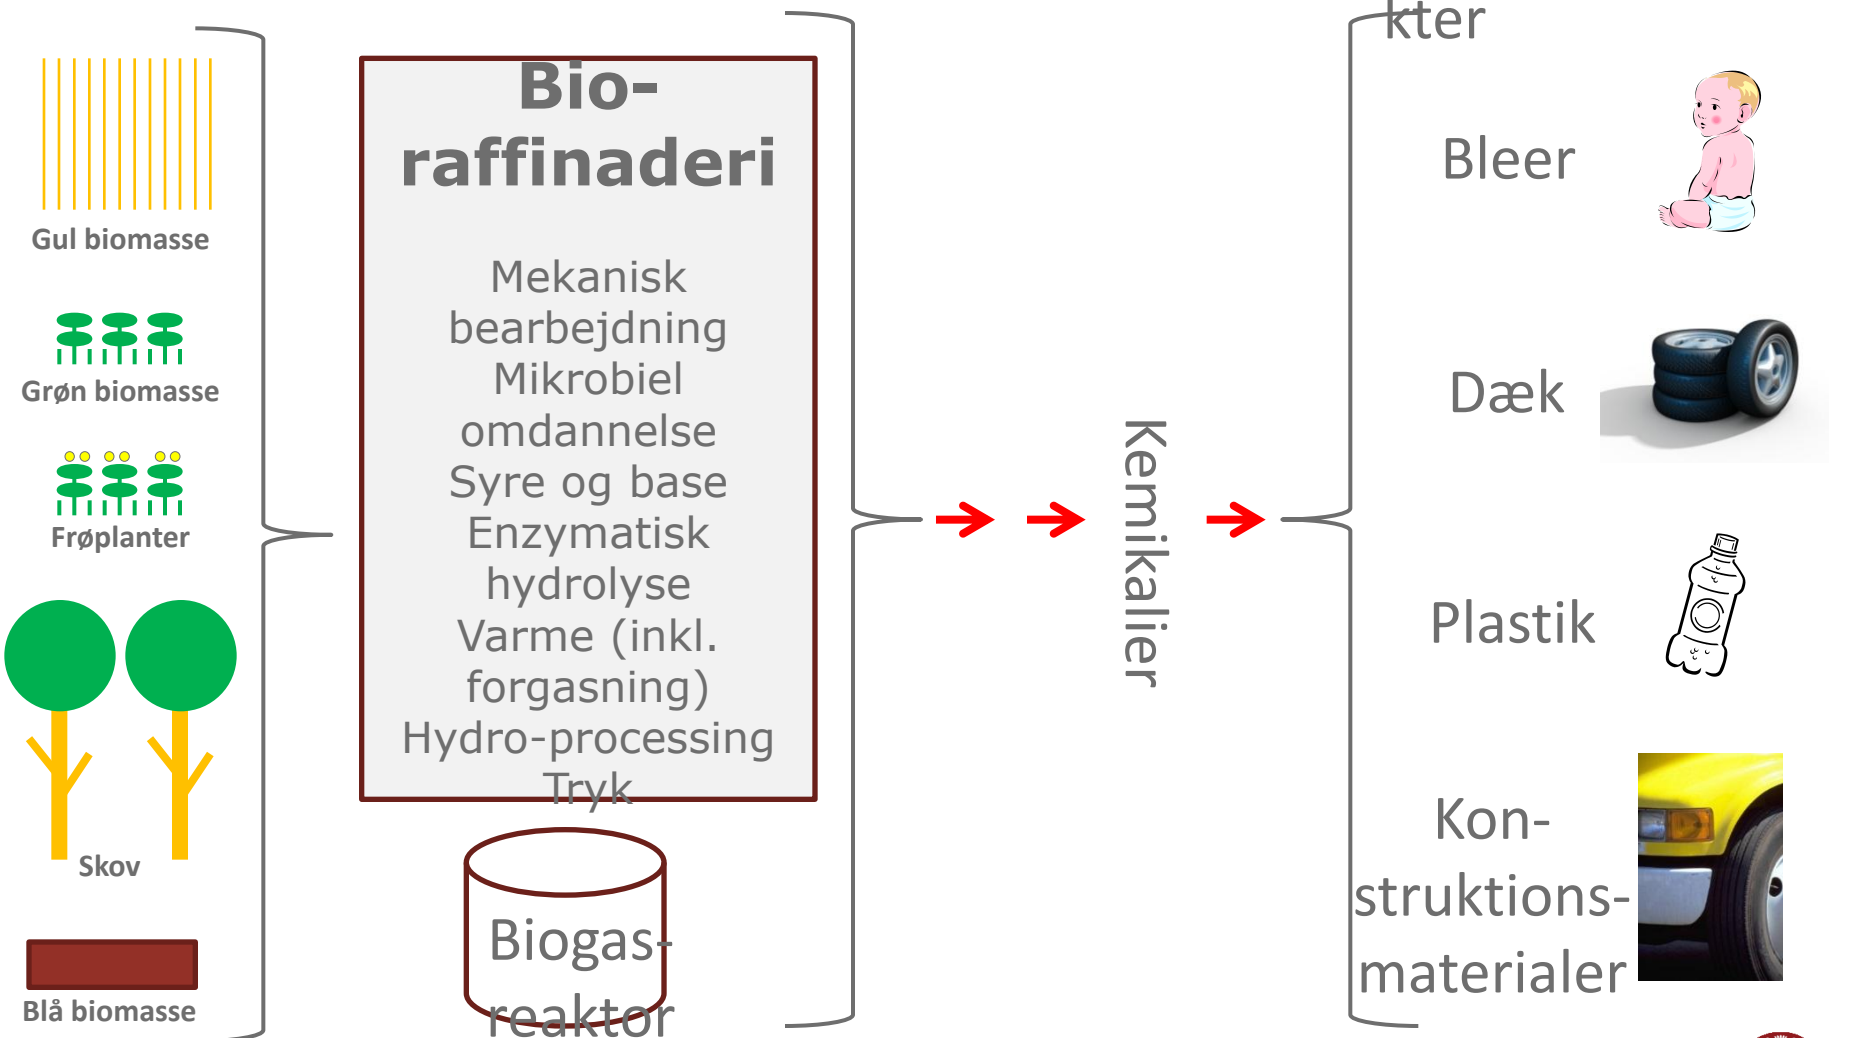 Gul biomasse
Grøn biomasse
Frøplanter
Skov
Blå biomasse
Bio-
raffinaderi
Mekanisk
bearbejdning
Mikrobiel
omdannelse
Syre og base
Enzymatisk
hydrolyse
Varme (inkl.
forgasning)
Hydro-processing
Tryk
Biogas-
reaktor
Kemikalier
kter
Bleer
Dæk
Plastik
Kon-
struktions-
materialer